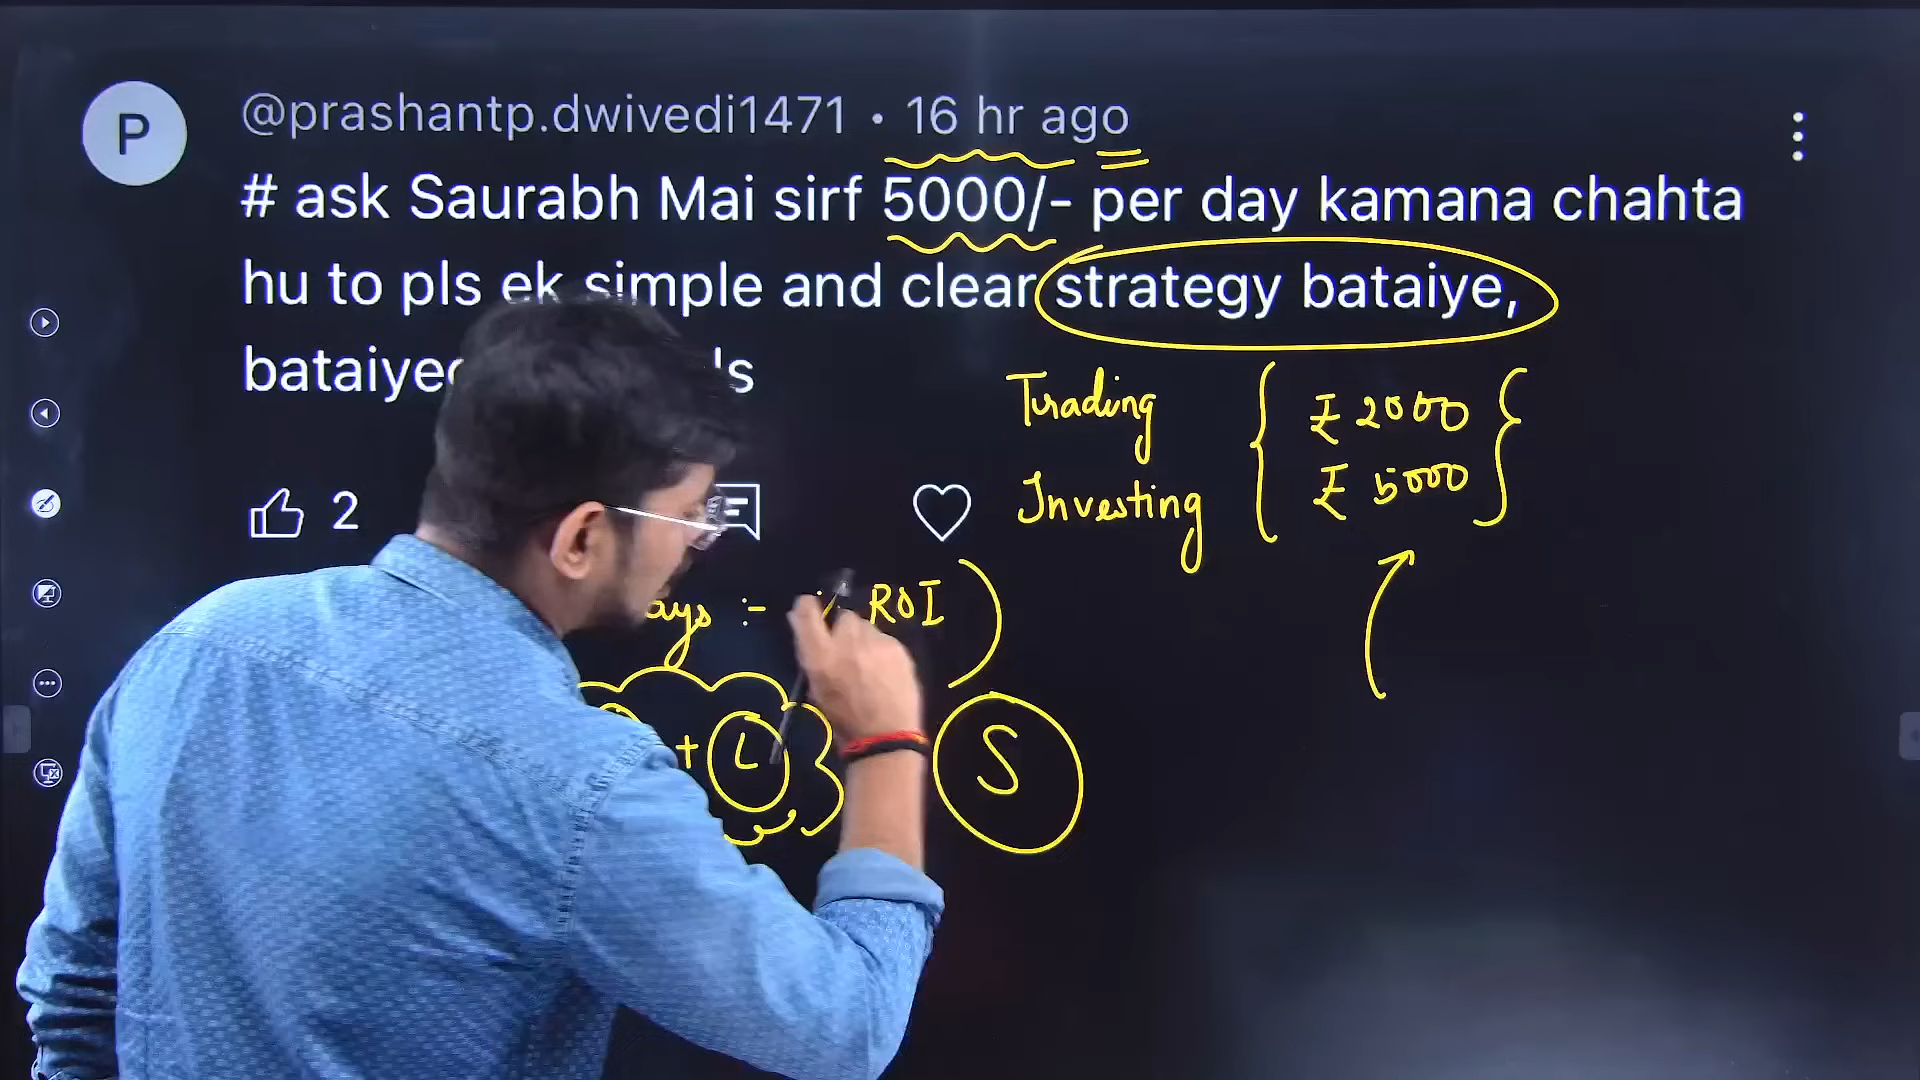 P
@prashantp.dwivedi1471 • 16 hr ago
# ask Saurabh Mai sirf 5000/- per day kamana chahta
hu to pls ek simple and clear strategy bataiye,
2
Trading
Investing
₹ 2000
₹ 5000
:- ROI
+ L
S